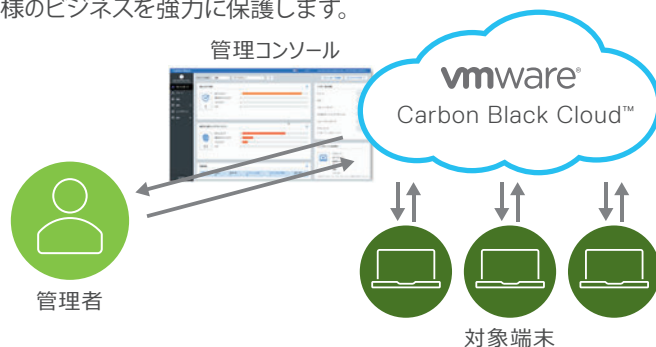 様のビジネスを強力に保護します。
管理コンソール
vmware®
Carbon Black Cloud™
管理者
対象端末